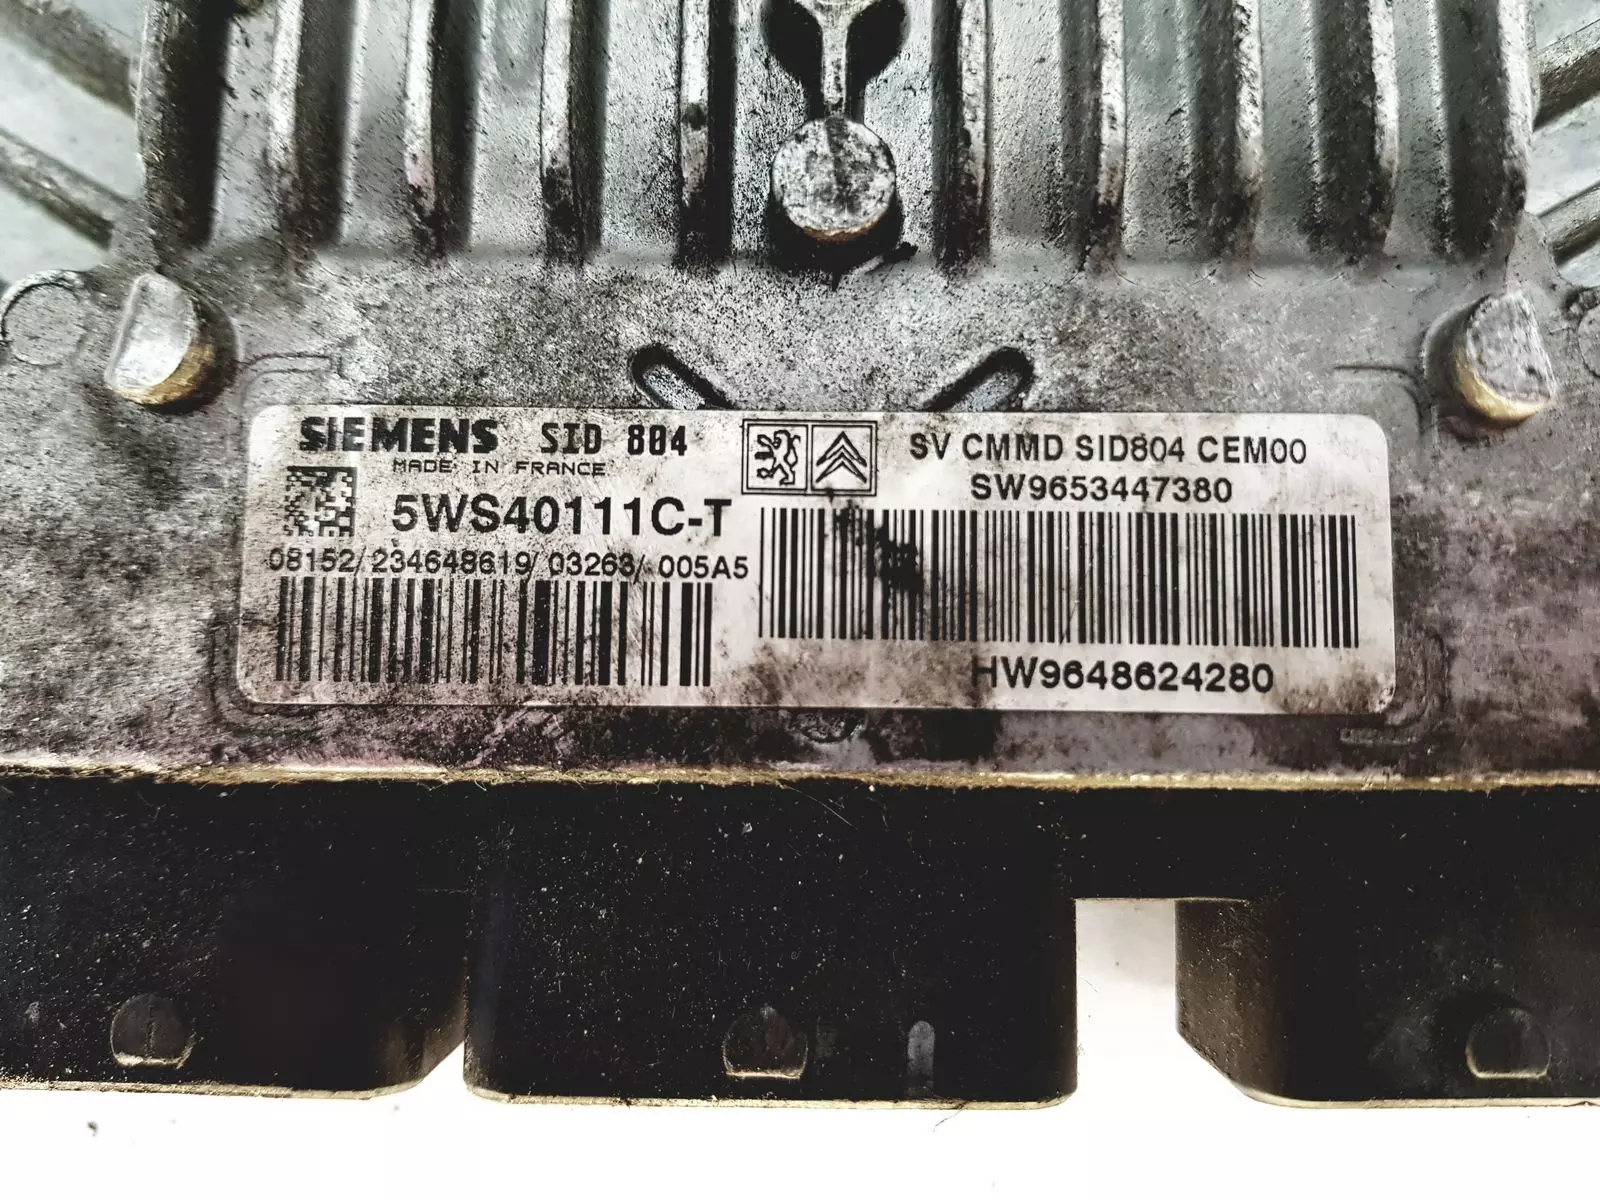 SIEMENS SID 804
MADE IN FRANCE
5WS40111C-T
08152/234648619/03263/ 005A5
SV CMMD SID804 CEM00
SW9653447380
HW9648624280